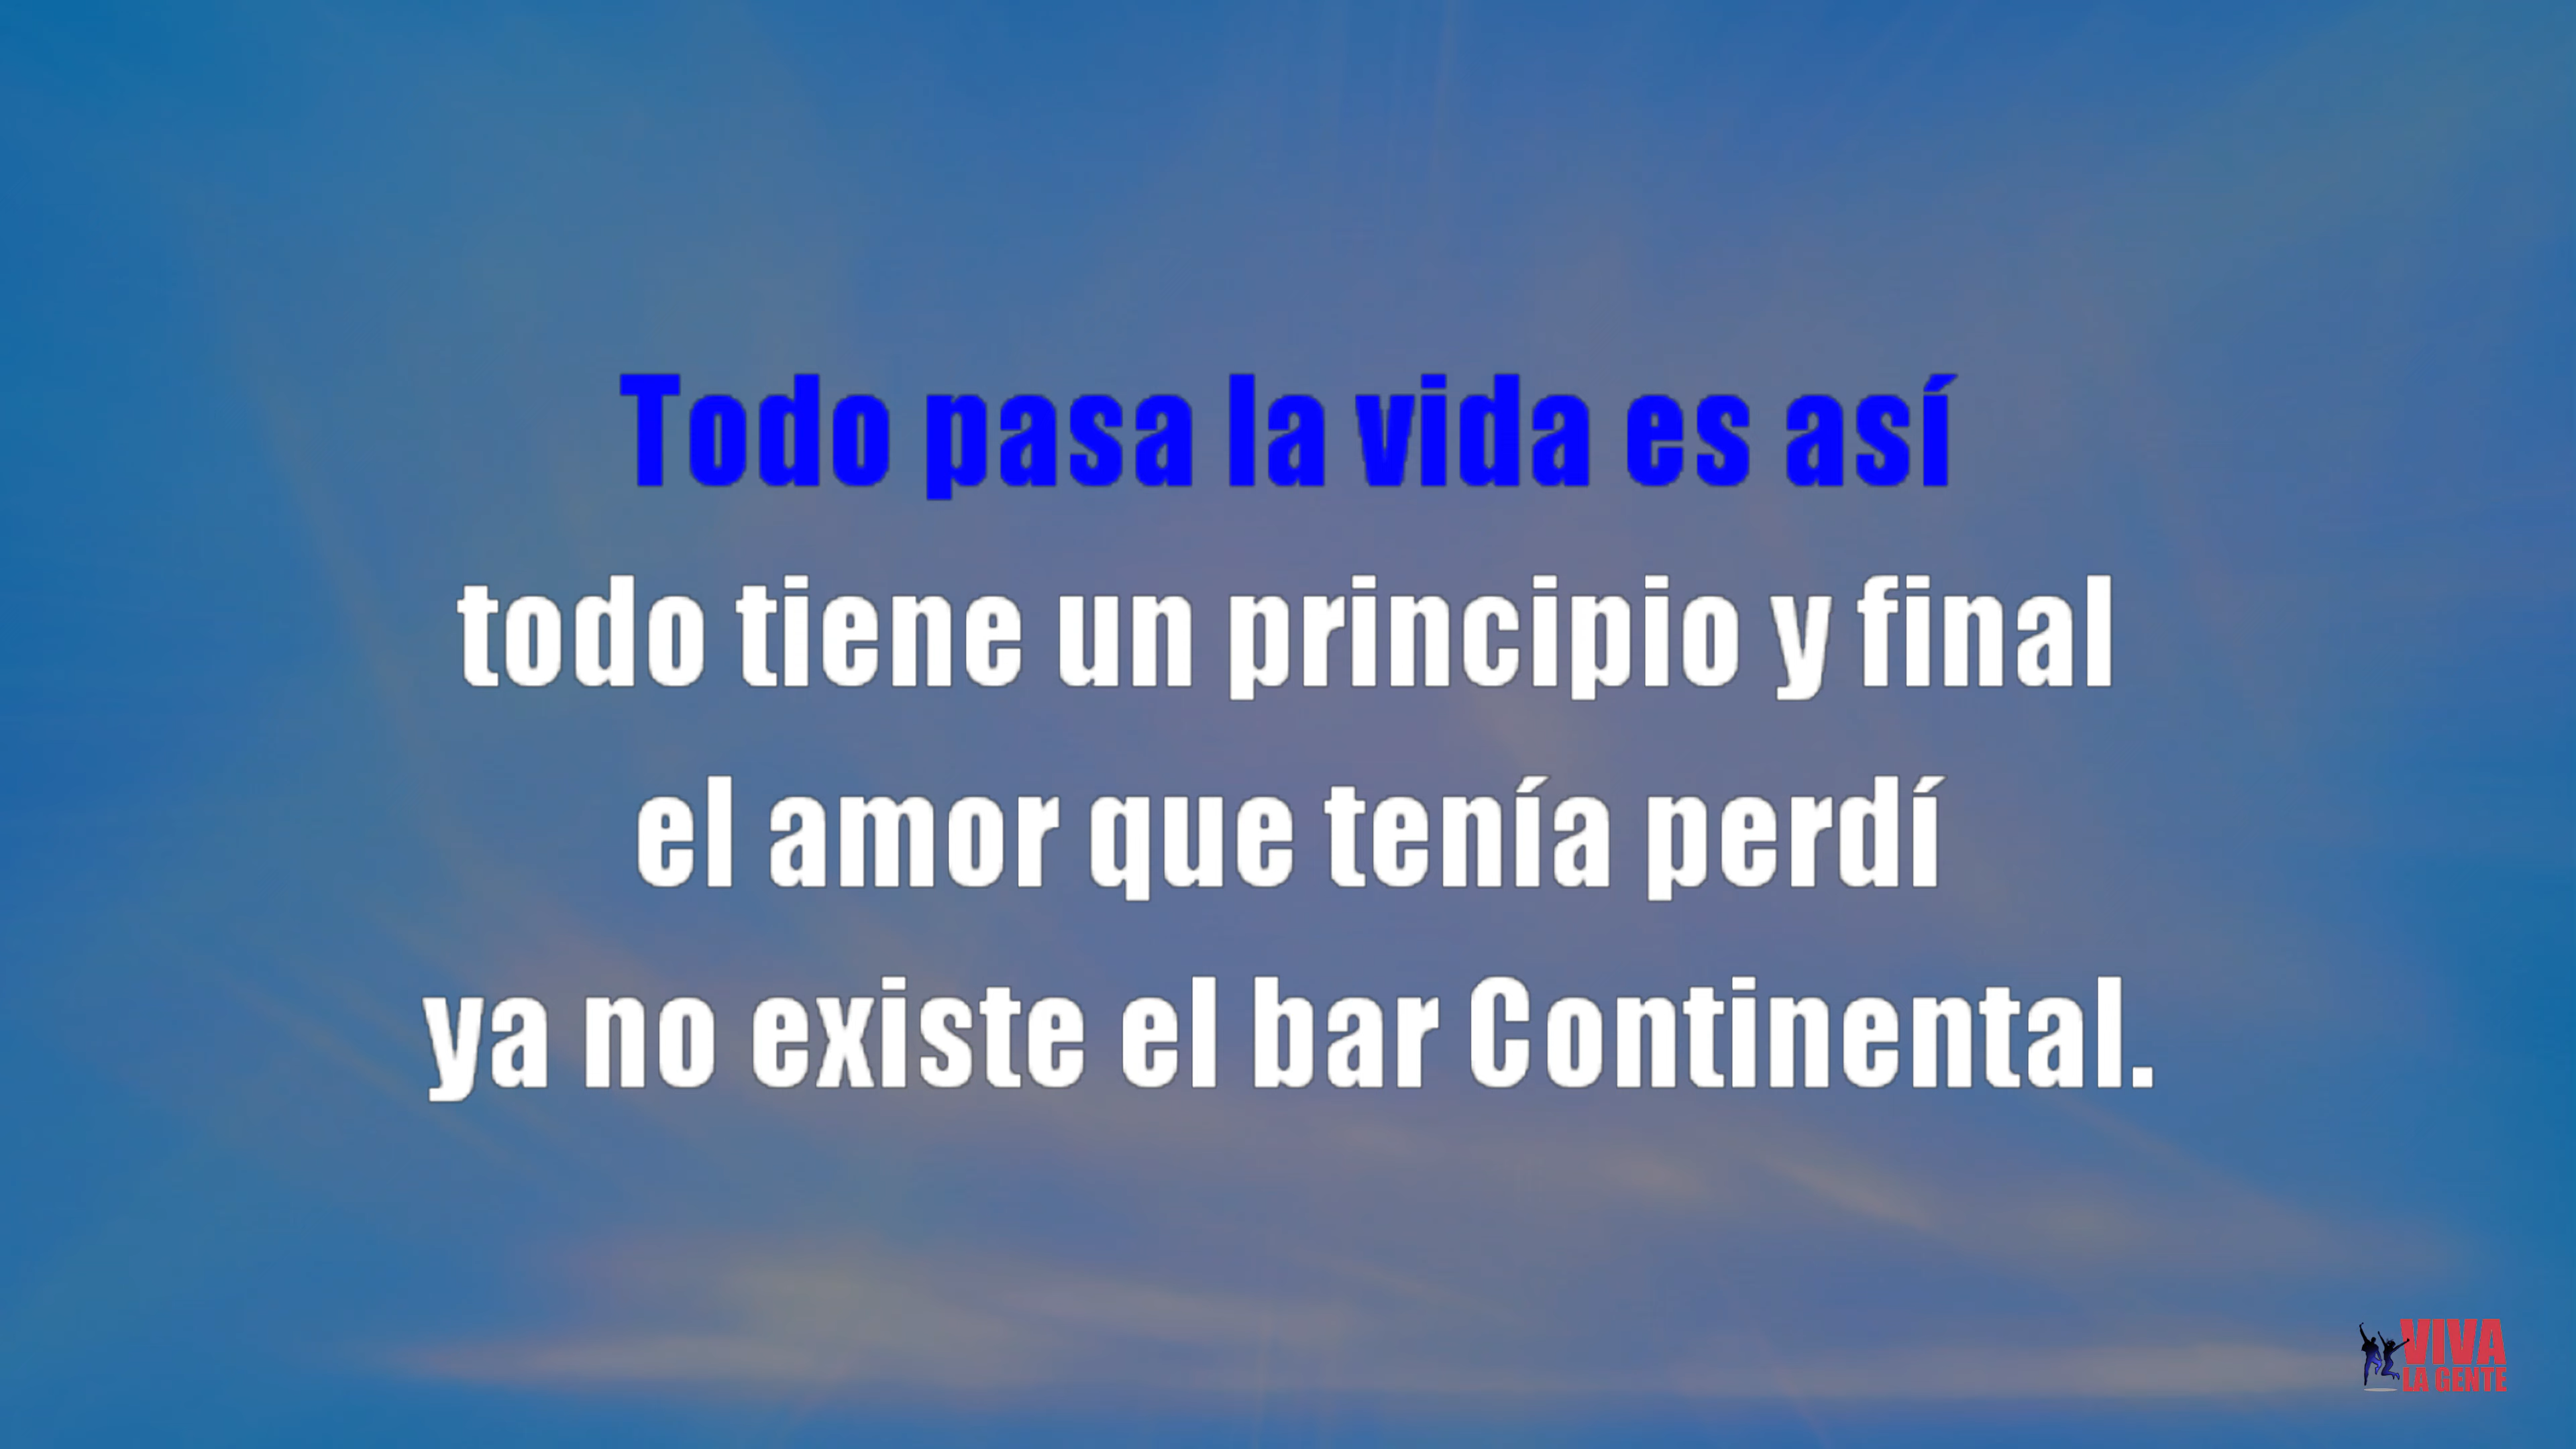 Todo pasa la vida es así
todo tiene un principio y final
el amor que tenía perdí
ya no existe el bar Continental.
VIVA
LA GENTE